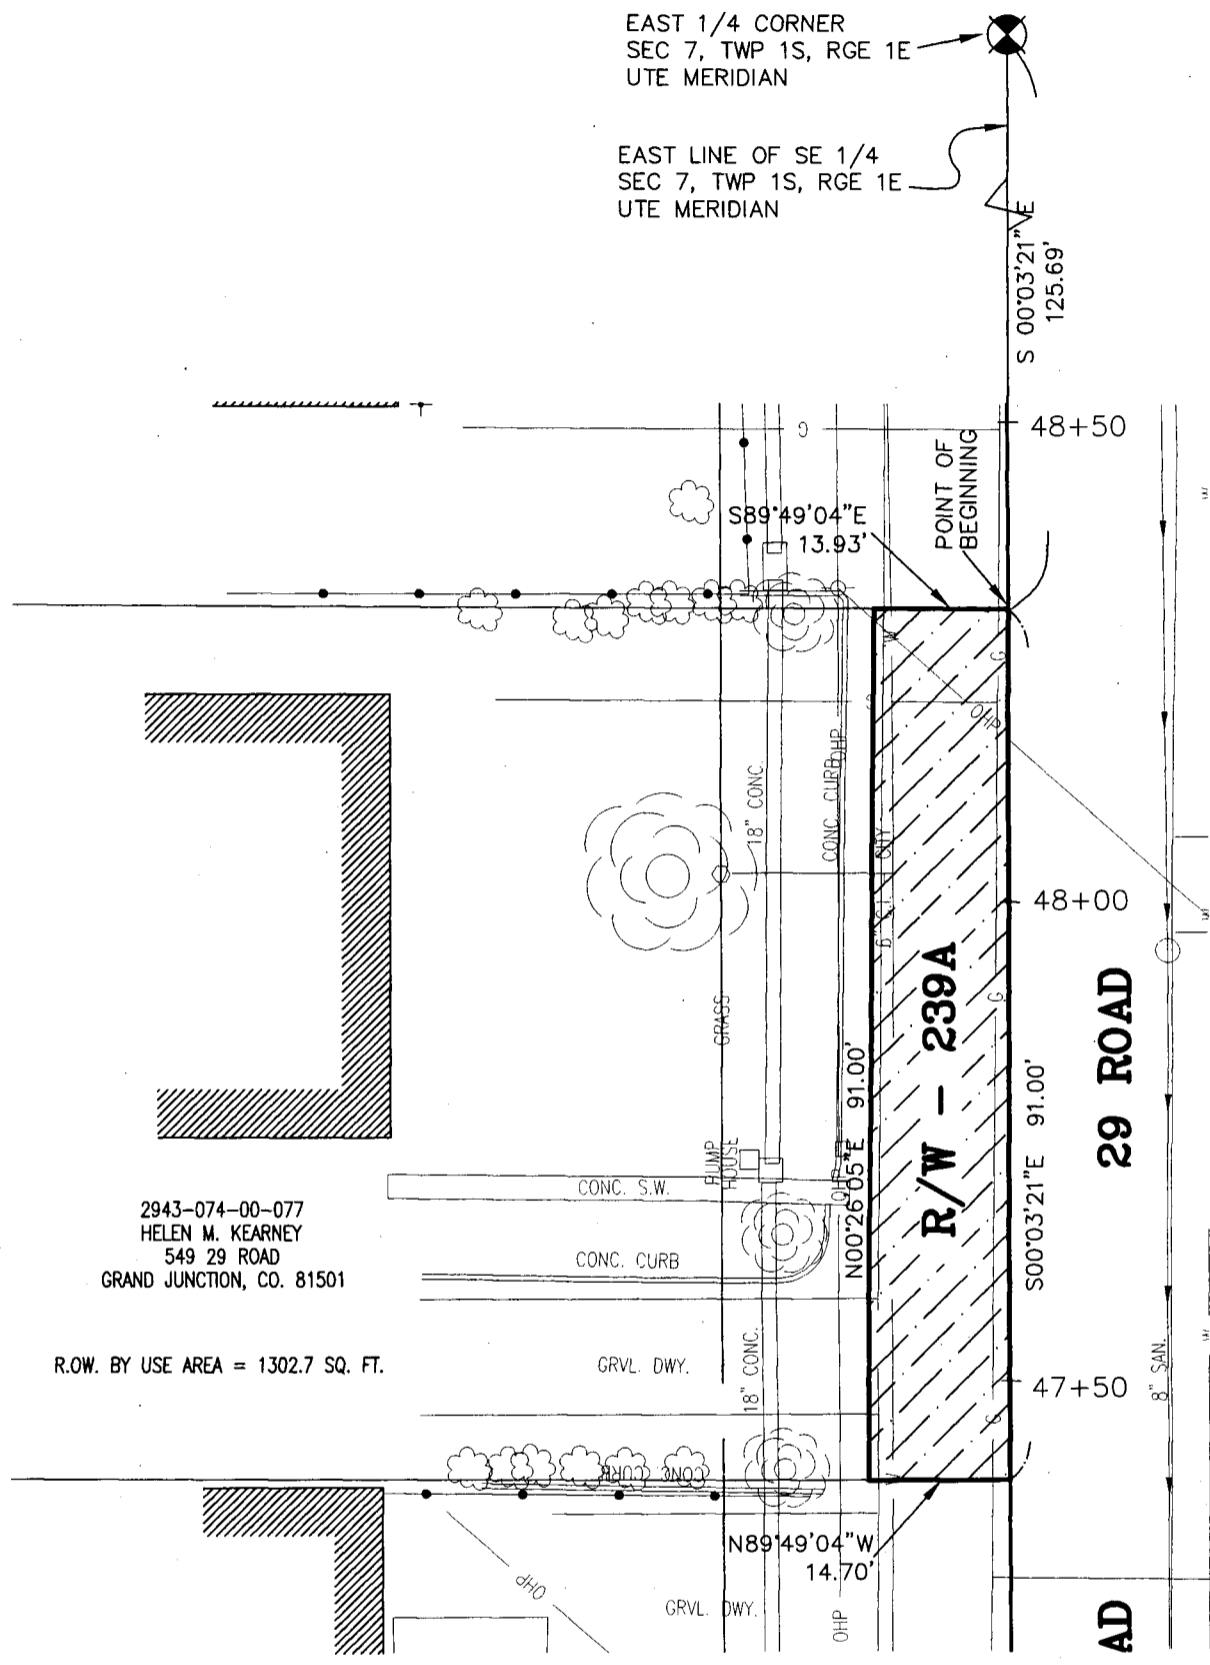 EAST 1/4 CORNER
SEC 7, TWP 1S, RGE 1E
UTE MERIDIAN
EAST LINE OF SE 1/4
SEC 7, TWP 1S, RGE 1E
UTE MERIDIAN
S 00°03'21" E
125.69'
48+50
POINT OF
BEGINNING
S89°49'04"E
13.93'
G
W
G
OHP
OHP
18" CONC.
CONC. CURB
CITY
48+00
GRASS
R/W - 239A
G
29 ROAD
N00°26'05"E 91.00'
S00°03'21"E 91.00'
PUMP
HOUSE
OHP
CONC. S.W.
2943-074-00-077
HELEN M. KEARNEY
549 29 ROAD
GRAND JUNCTION, CO. 81501
CONC. CURB
R.OW. BY USE AREA = 1302.7 SQ. FT.
GRVL. DWY.
18" CONC.
47+50
8" SAN.
W
G
CONC
CURB
N89°49'04"W
14.70'
OHP
GRVL. DWY.
OHP
AD